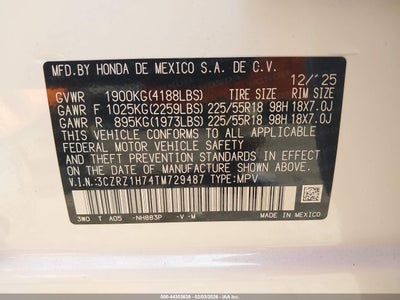 MFD.BY HONDA DE MEXICO S.A. DE C.V.
12/'25
GVWR 1900KG(4188LBS) TIRE SIZE RIM SIZE
GAWR F 1025KG(2259LBS) 225/55R18 98H 18X7.0J
GAWR R 895KG(1973LBS) 225/55R18 98H 18X7.0J
THIS VEHICLE CONFORMS TO ALL APPLICABLE
FEDERAL MOTOR VEHICLE SAFETY AND THEFT
PREVENTION STANDARDS IN EFFECT ON THE DATE
OF MANUFACTURE SHOWN ABOVE.
V.I.N.:3CZRZ1H74TM729487 TYPE:MPV
3W0 T A05 -NH883P -V-M
MADE IN MEXICO